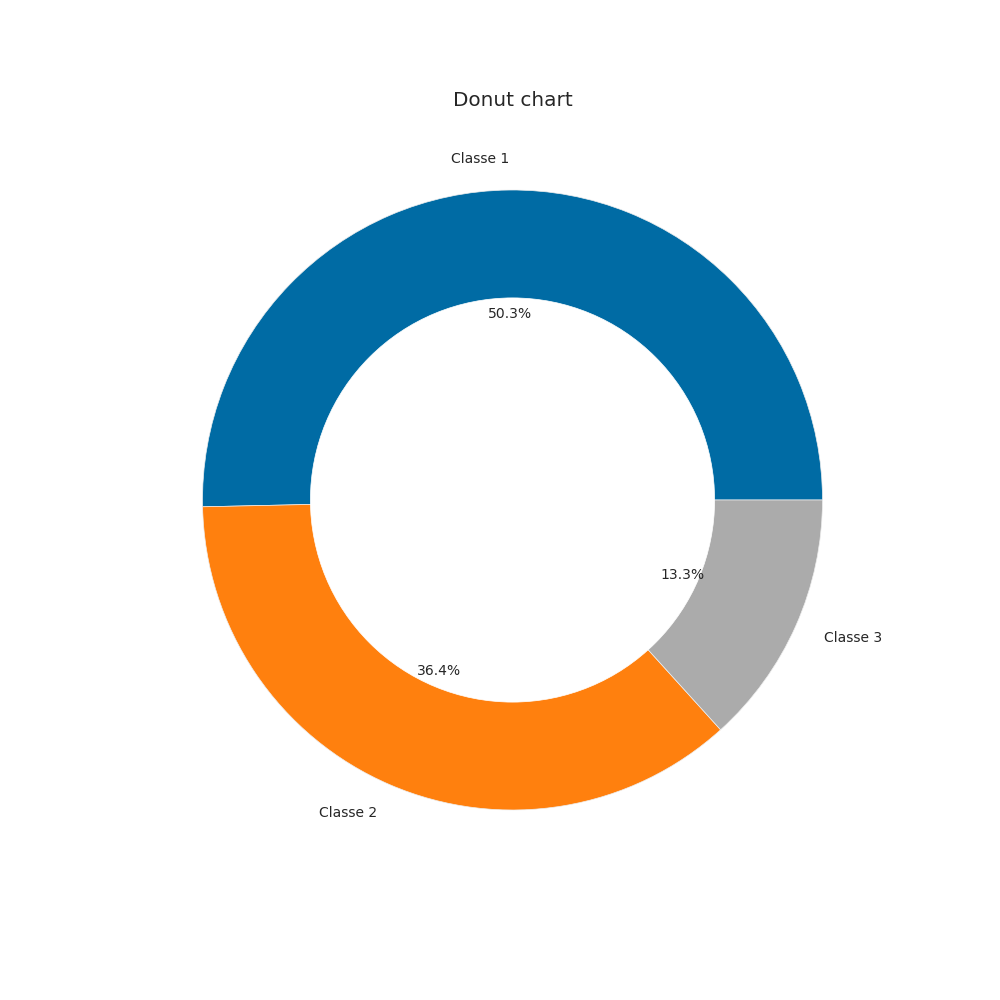 Donut chart
Classe 1
50.3%
13.3%
Classe 3
36.4%
Classe 2